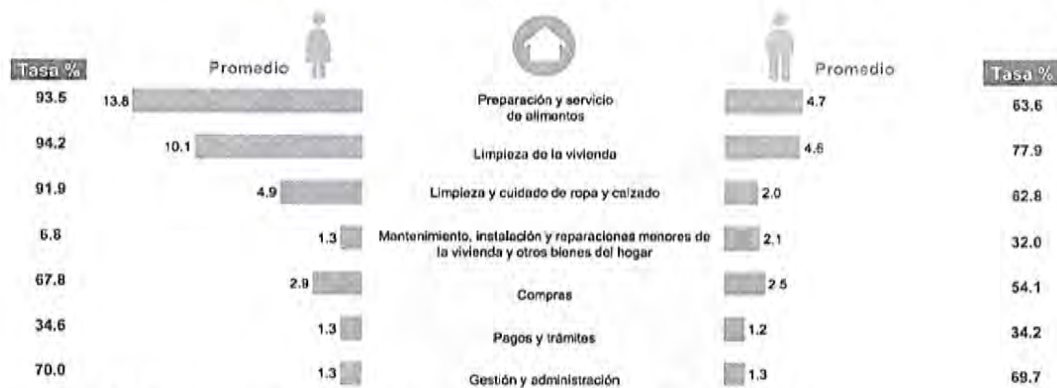 Promedio Promedio
Tasa % Tasa %
93.5 13.8 Preparación y servicio de alimentos 4.7 63.6
94.2 10.1 Limpieza de la vivienda 4.6 77.9
91.9 4.9 Limpieza y cuidado de ropa y calzado 2.0 62.8
6.8 1.3 Mantenimiento, instalación y reparaciones menores de
la vivienda y otros bienes del hogar 2.1 32.0
67.8 2.9 Compras 2.5 54.1
34.6 1.3 Pagos y trámites 1.2 34.2
70.0 1.3 Gestión y administración 1.3 69.7